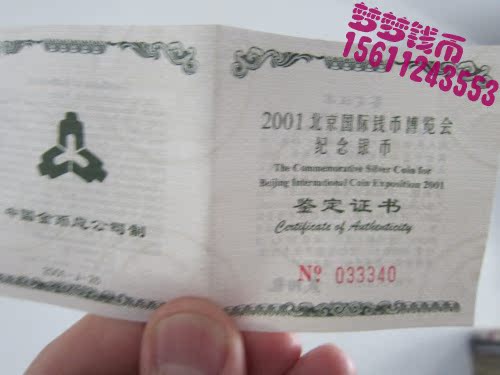 梦梦钱币
15611243553
2001北京国际钱币博览会
纪念银币
The Commemorative Silver Coin for
Beijing International Coin Exposition 2001
鉴定证书
Certificate of Authenticity
№ 033340
中国金币总公司制